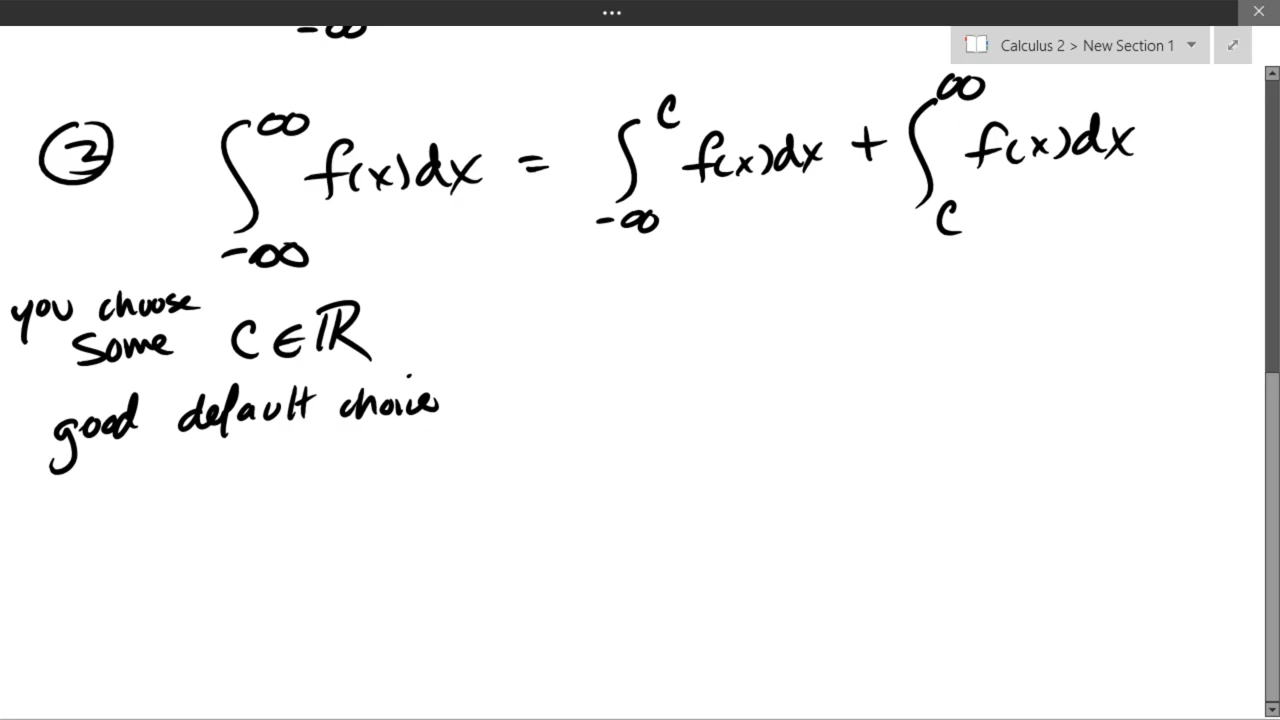 -∞
Calculus 2 > New Section 1
③ ∫_{-∞}^{∞} f(x)dx = ∫_{-∞}^{c} f(x)dx + ∫_{c}^{∞} f(x)dx
you choose
some c ∈ ℝ
good default choice